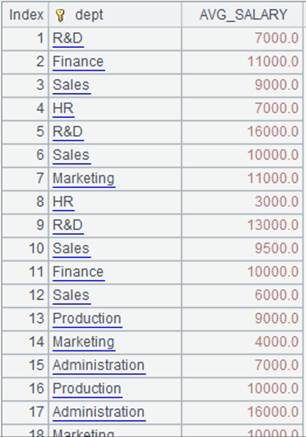 Index dept AVG_SALARY
1 R&D 7000.0
2 Finance 11000.0
3 Sales 9000.0
4 HR 7000.0
5 R&D 16000.0
6 Sales 10000.0
7 Marketing 11000.0
8 HR 3000.0
9 R&D 13000.0
10 Sales 9500.0
11 Finance 10000.0
12 Sales 6000.0
13 Production 9000.0
14 Marketing 4000.0
15 Administration 7000.0
16 Production 10000.0
17 Administration 16000.0
18 Marketing 10000.0